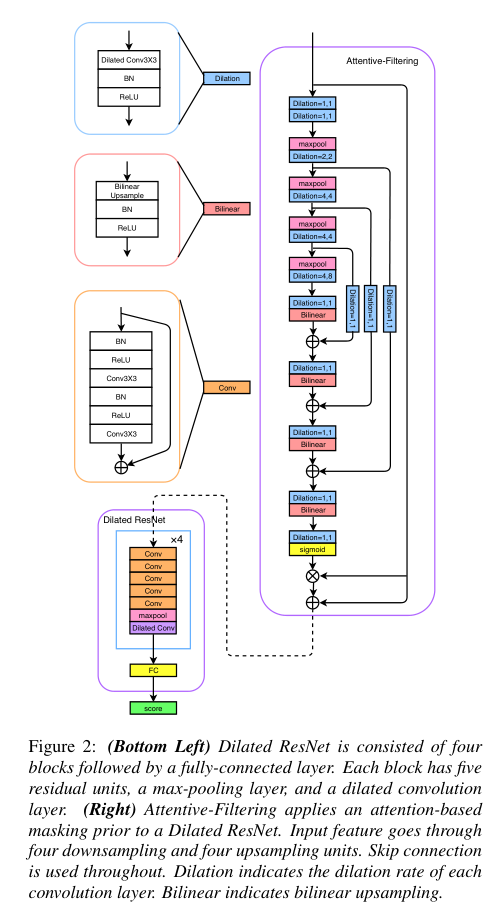 Dilated Conv3X3
BN
ReLU
Dilation
Bilinear
Upsample
BN
ReLU
Bilinear
BN
ReLU
Conv3X3
BN
ReLU
Conv3X3
Conv
Dilated ResNet
×4
Conv
Conv
Conv
Conv
Conv
maxpool
Dilated Conv
FC
score
Attentive-Filtering
Dilation=1,1
Dilation=1,1
maxpool
Dilation=2,2
maxpool
Dilation=4,4
maxpool
Dilation=4,4
maxpool
Dilation=4,8
Dilation=1,1
Bilinear
Dilation=1,1
Dilation=1,1
Dilation=1,1
Dilation=1,1
Bilinear
Dilation=1,1
Bilinear
Dilation=1,1
Bilinear
Dilation=1,1
sigmoid
Figure 2: (Bottom Left) Dilated ResNet is consisted of four
blocks followed by a fully-connected layer. Each block has five
residual units, a max-pooling layer, and a dilated convolution
layer. (Right) Attentive-Filtering applies an attention-based
masking prior to a Dilated ResNet. Input feature goes through
four downsampling and four upsampling units. Skip connection
is used throughout. Dilation indicates the dilation rate of each
convolution layer. Bilinear indicates bilinear upsampling.